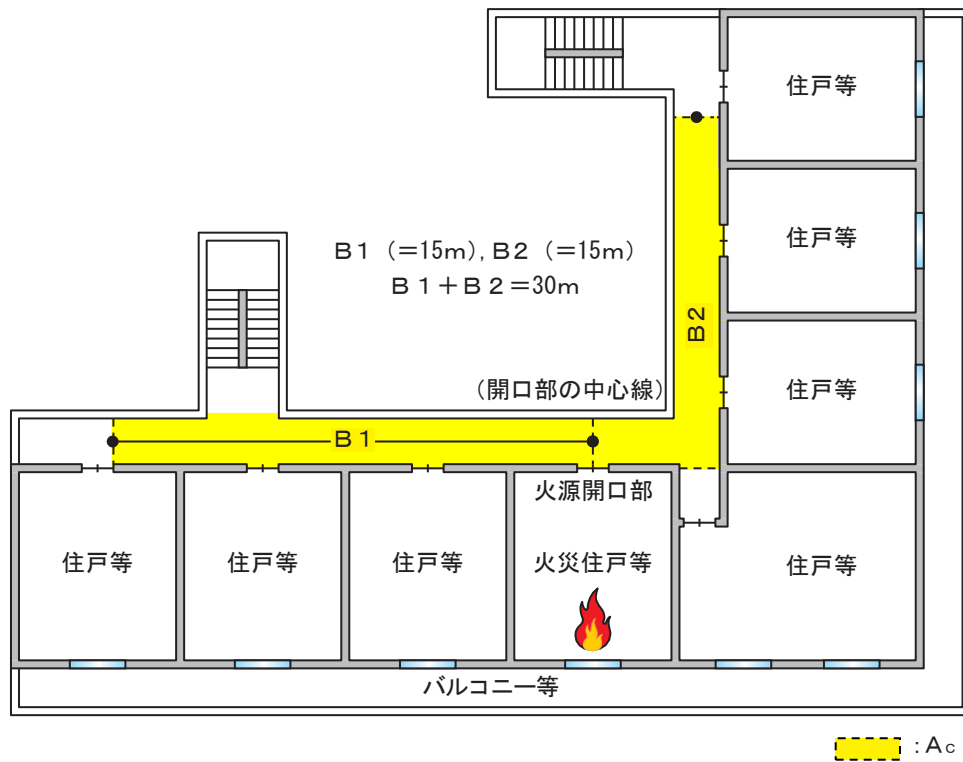 住戸等
住戸等
B1（=15m），B2（=15m）
B1＋B2＝30m
B2
（開口部の中心線）
住戸等
B1
火源開口部
住戸等
住戸等
住戸等
火災住戸等
住戸等
バルコニー等
：Ac